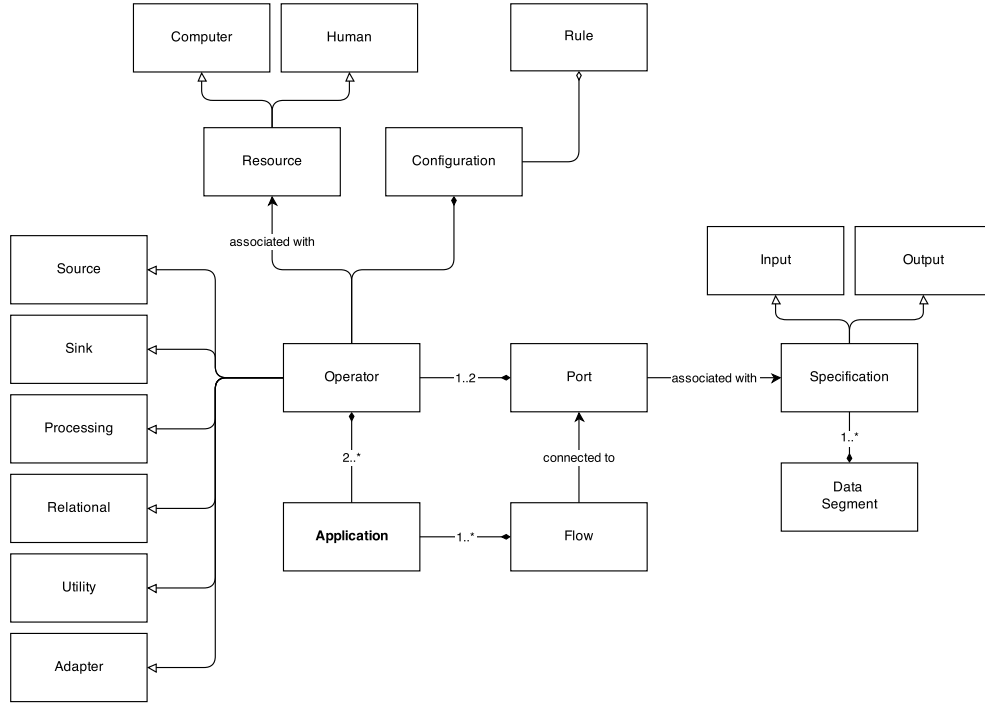 Computer
Human
Rule
Resource
Configuration
associated with
Source
Input
Output
Sink
Operator
1..2
Port
associated with
Specification
Processing
2..*
connected to
1..*
Relational
Data
Segment
Application
1..*
Flow
Utility
Adapter